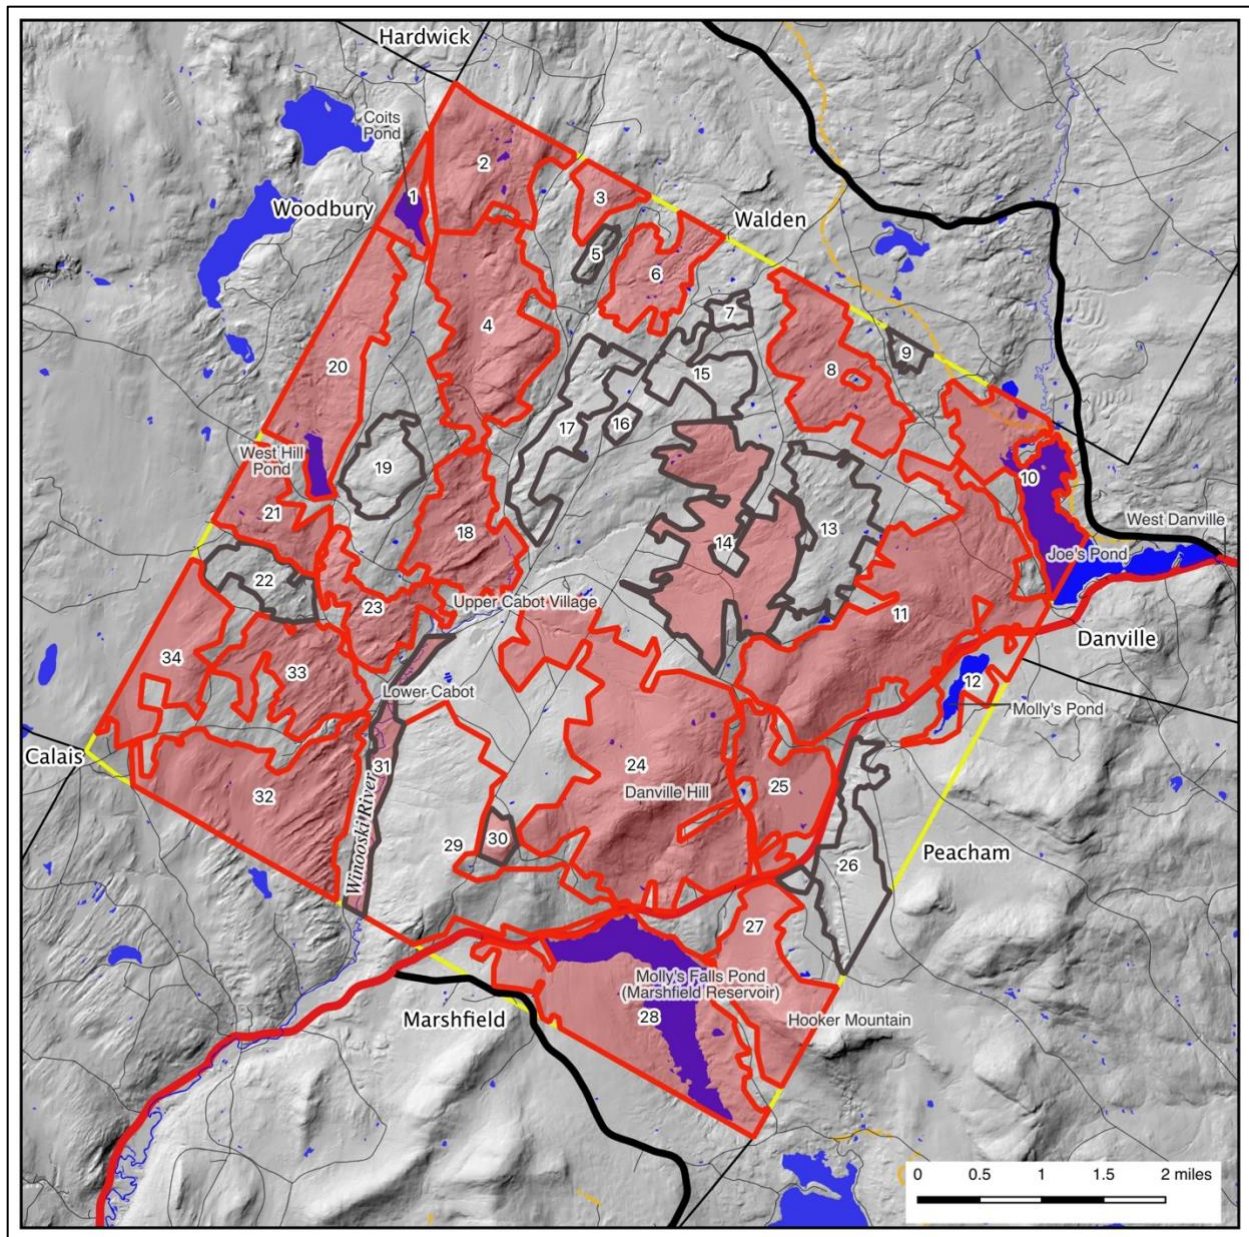 Hardwick
Coits
Pond
2
1
3
Woodbury
Walden
5
6
4
7
9
20
8
15
17
16
West Hill
Pond
19
10
21
18
13
West Danville
14
Joe's Pond
22
23
Upper Cabot Village
11
Danville
34
33
12
Lower Cabot
Molly's Pond
Calais
24
25
31
32
Danville Hill
Winooski River
29
30
Peacham
26
27
Molly's Falls Pond
(Marshfield Reservoir)
Marshfield
28
Hooker Mountain
0 0.5 1 1.5 2 miles